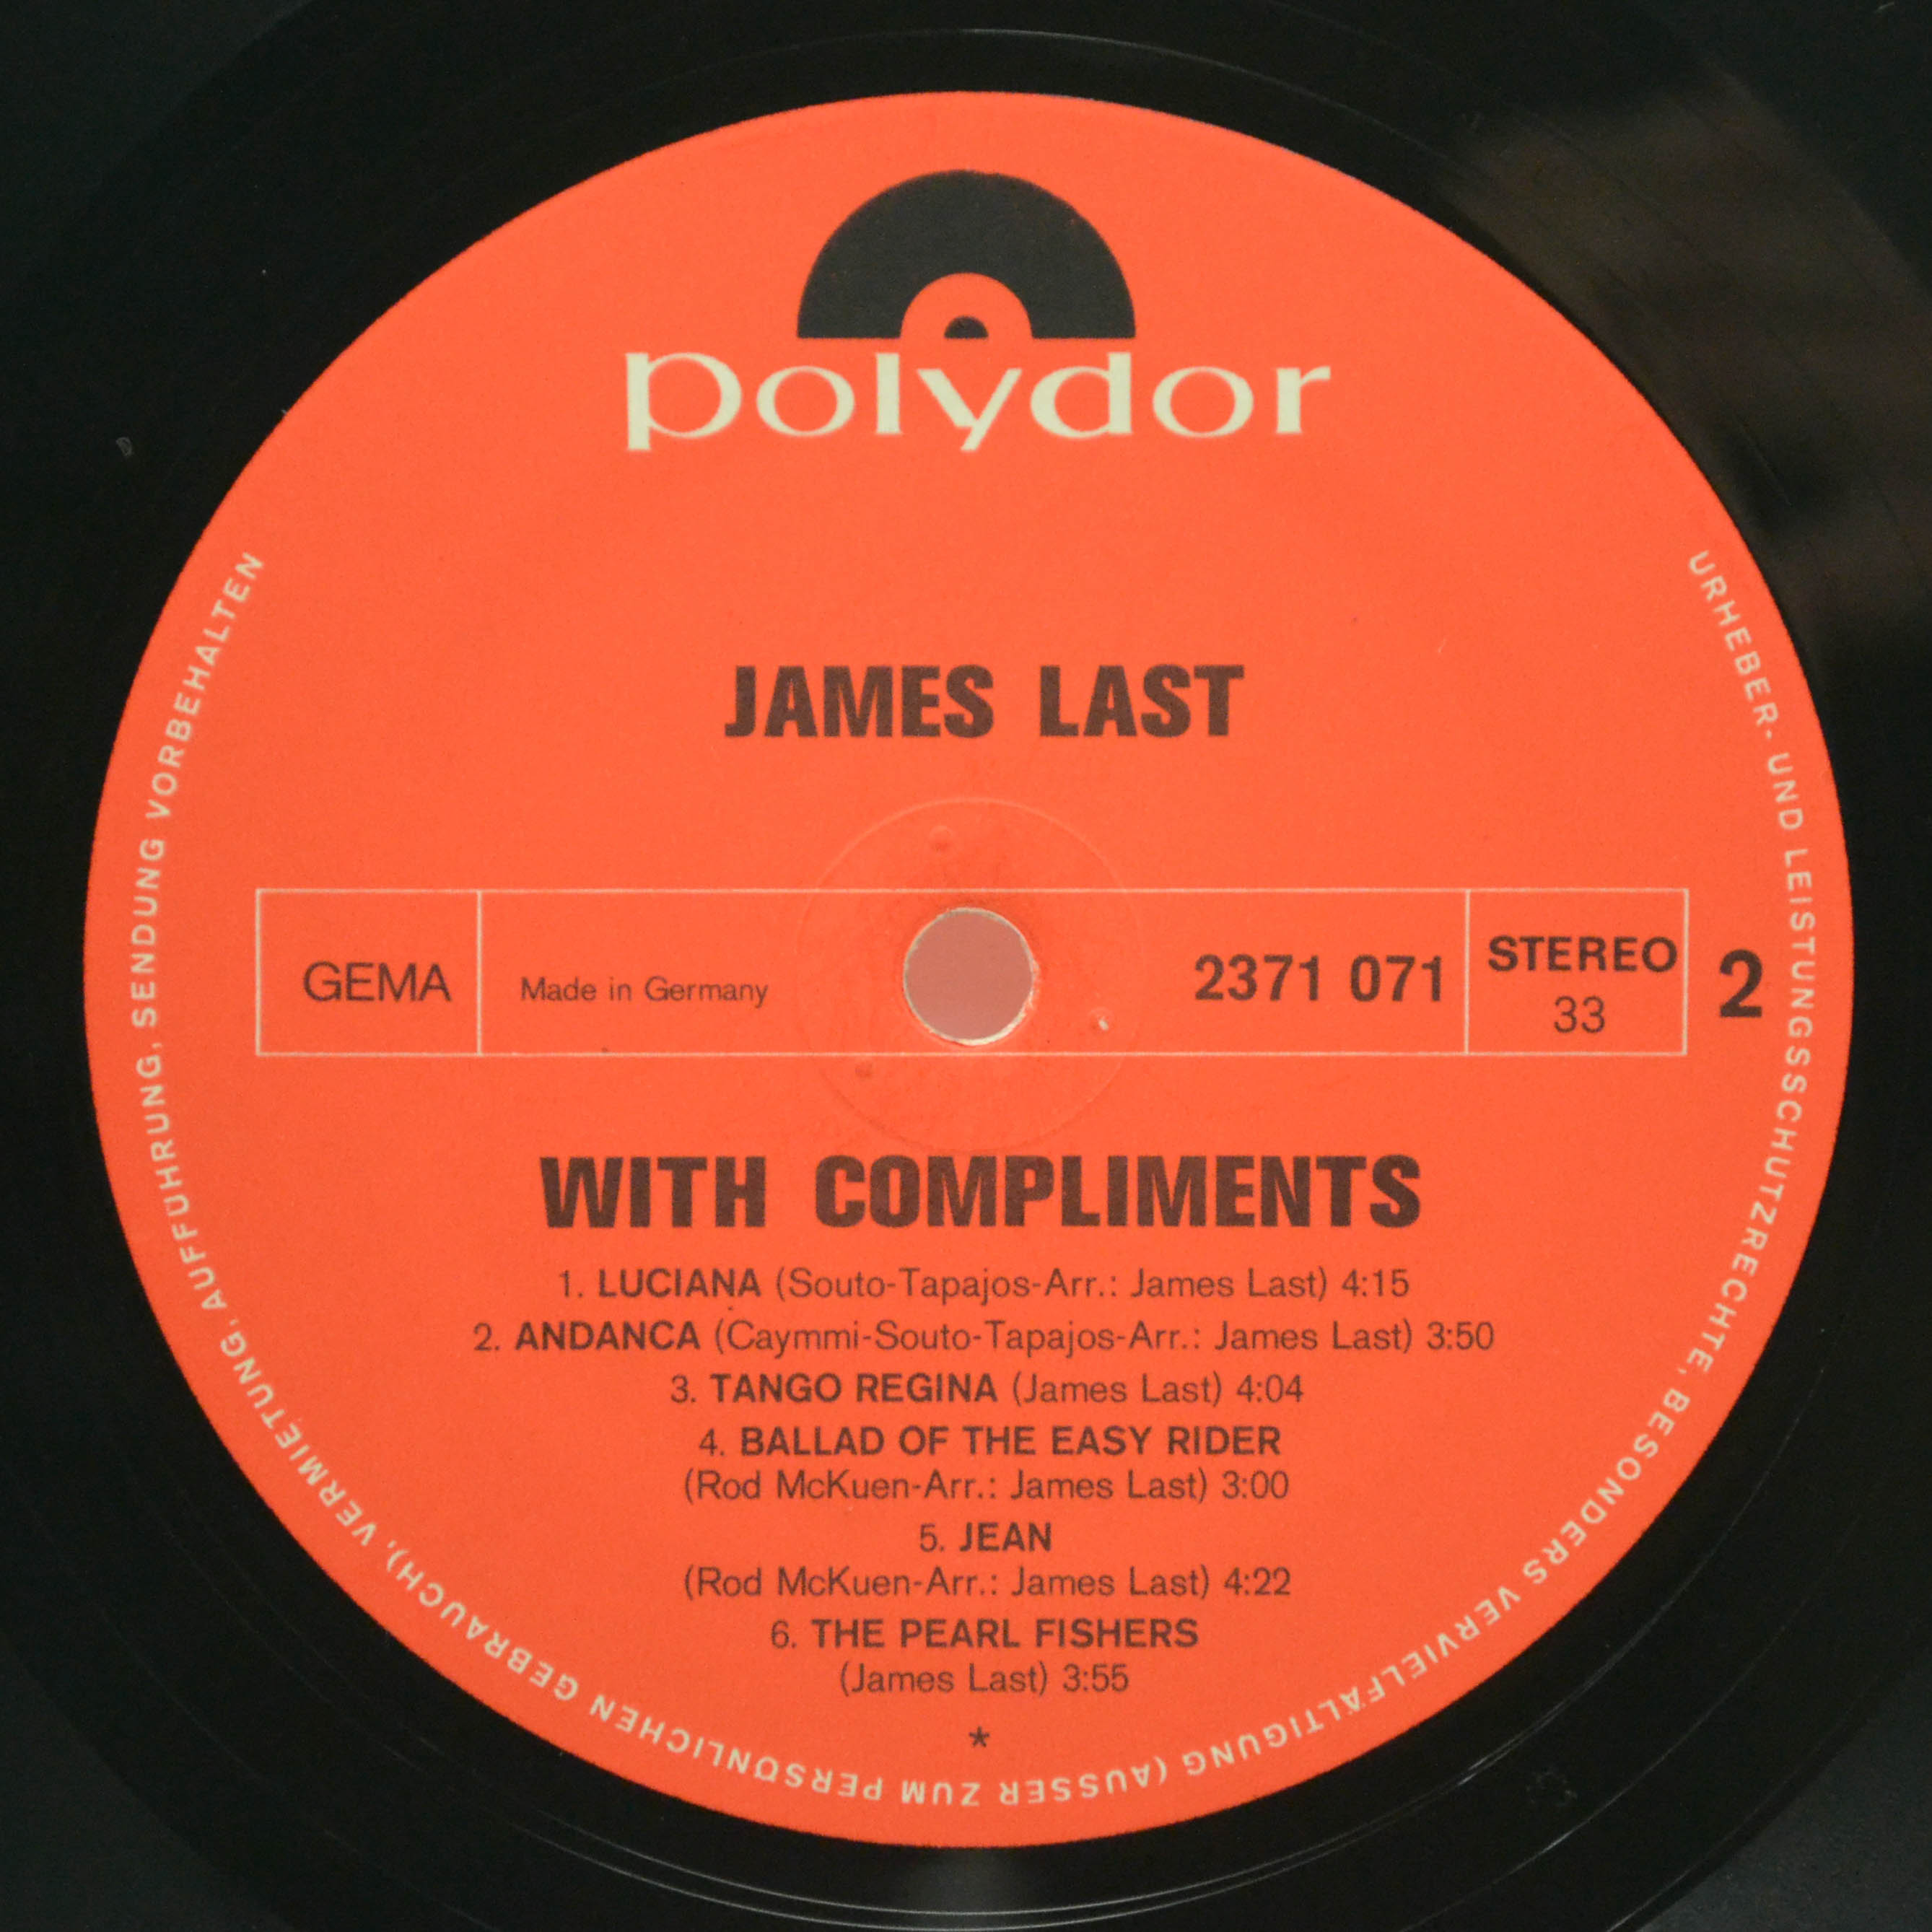 polydor
JAMES LAST
GEMA
Made in Germany
2371 071
STEREO
33
2
WITH COMPLIMENTS
1. LUCIANA (Souto-Tapajos-Arr.: James Last) 4:15
2. ANDANCA (Caymmi-Souto-Tapajos-Arr.: James Last) 3:50
3. TANGO REGINA (James Last) 4:04
4. BALLAD OF THE EASY RIDER
(Rod McKuen-Arr.: James Last) 3:00
5. JEAN
(Rod McKuen-Arr.: James Last) 4:22
6. THE PEARL FISHERS
(James Last) 3:55
*
URHEBER- UND LEISTUNGSSCHUTZRECHTE, BESONDERS VERVIELFÄLTIGUNG (AUSSER ZUM PERSÖNLICHEN GEBRAUCH), VERMIETUNG, AUFFÜHRUNG, SENDUNG VORBEHALTEN